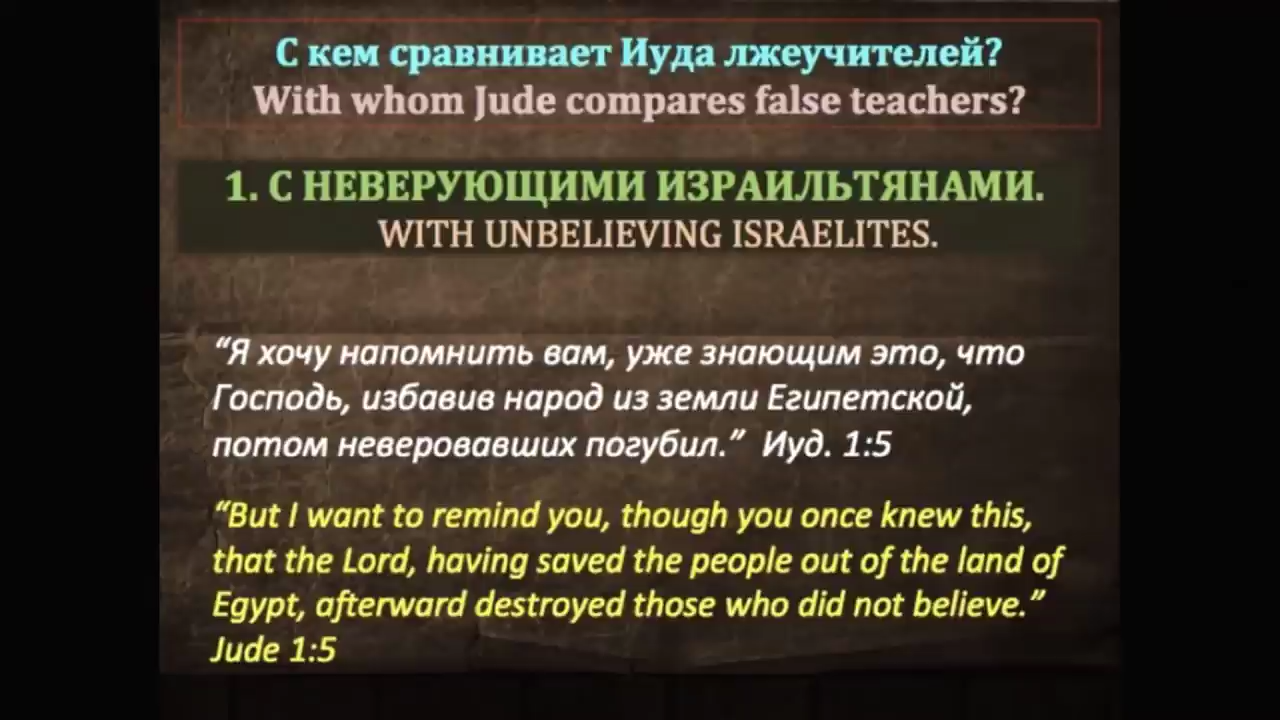 С кем сравнивает Иуда лжеучителей?
With whom Jude compares false teachers?
1. С НЕВЕРУЮЩИМИ ИЗРАИЛЬТЯНАМИ.
WITH UNBELIEVING ISRAELITES.
“Я хочу напомнить вам, уже знающим это, что
Господь, избавив народ из земли Египетской,
потом неверовавших погубил.” Иуд. 1:5
“But I want to remind you, though you once knew this,
that the Lord, having saved the people out of the land of
Egypt, afterward destroyed those who did not believe.”
Jude 1:5